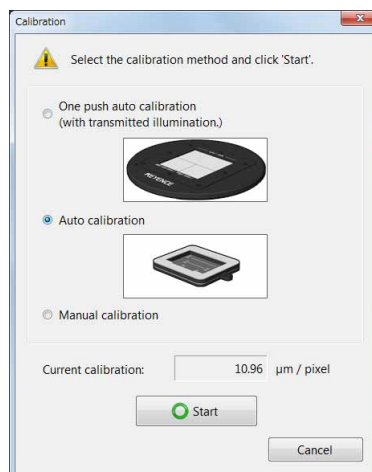 Calibration
Select the calibration method and click 'Start'.
One push auto calibration
(with transmitted illumination.)
KEYENCE
Auto calibration
Manual calibration
Current calibration: 10.96 µm / pixel
Start
Cancel